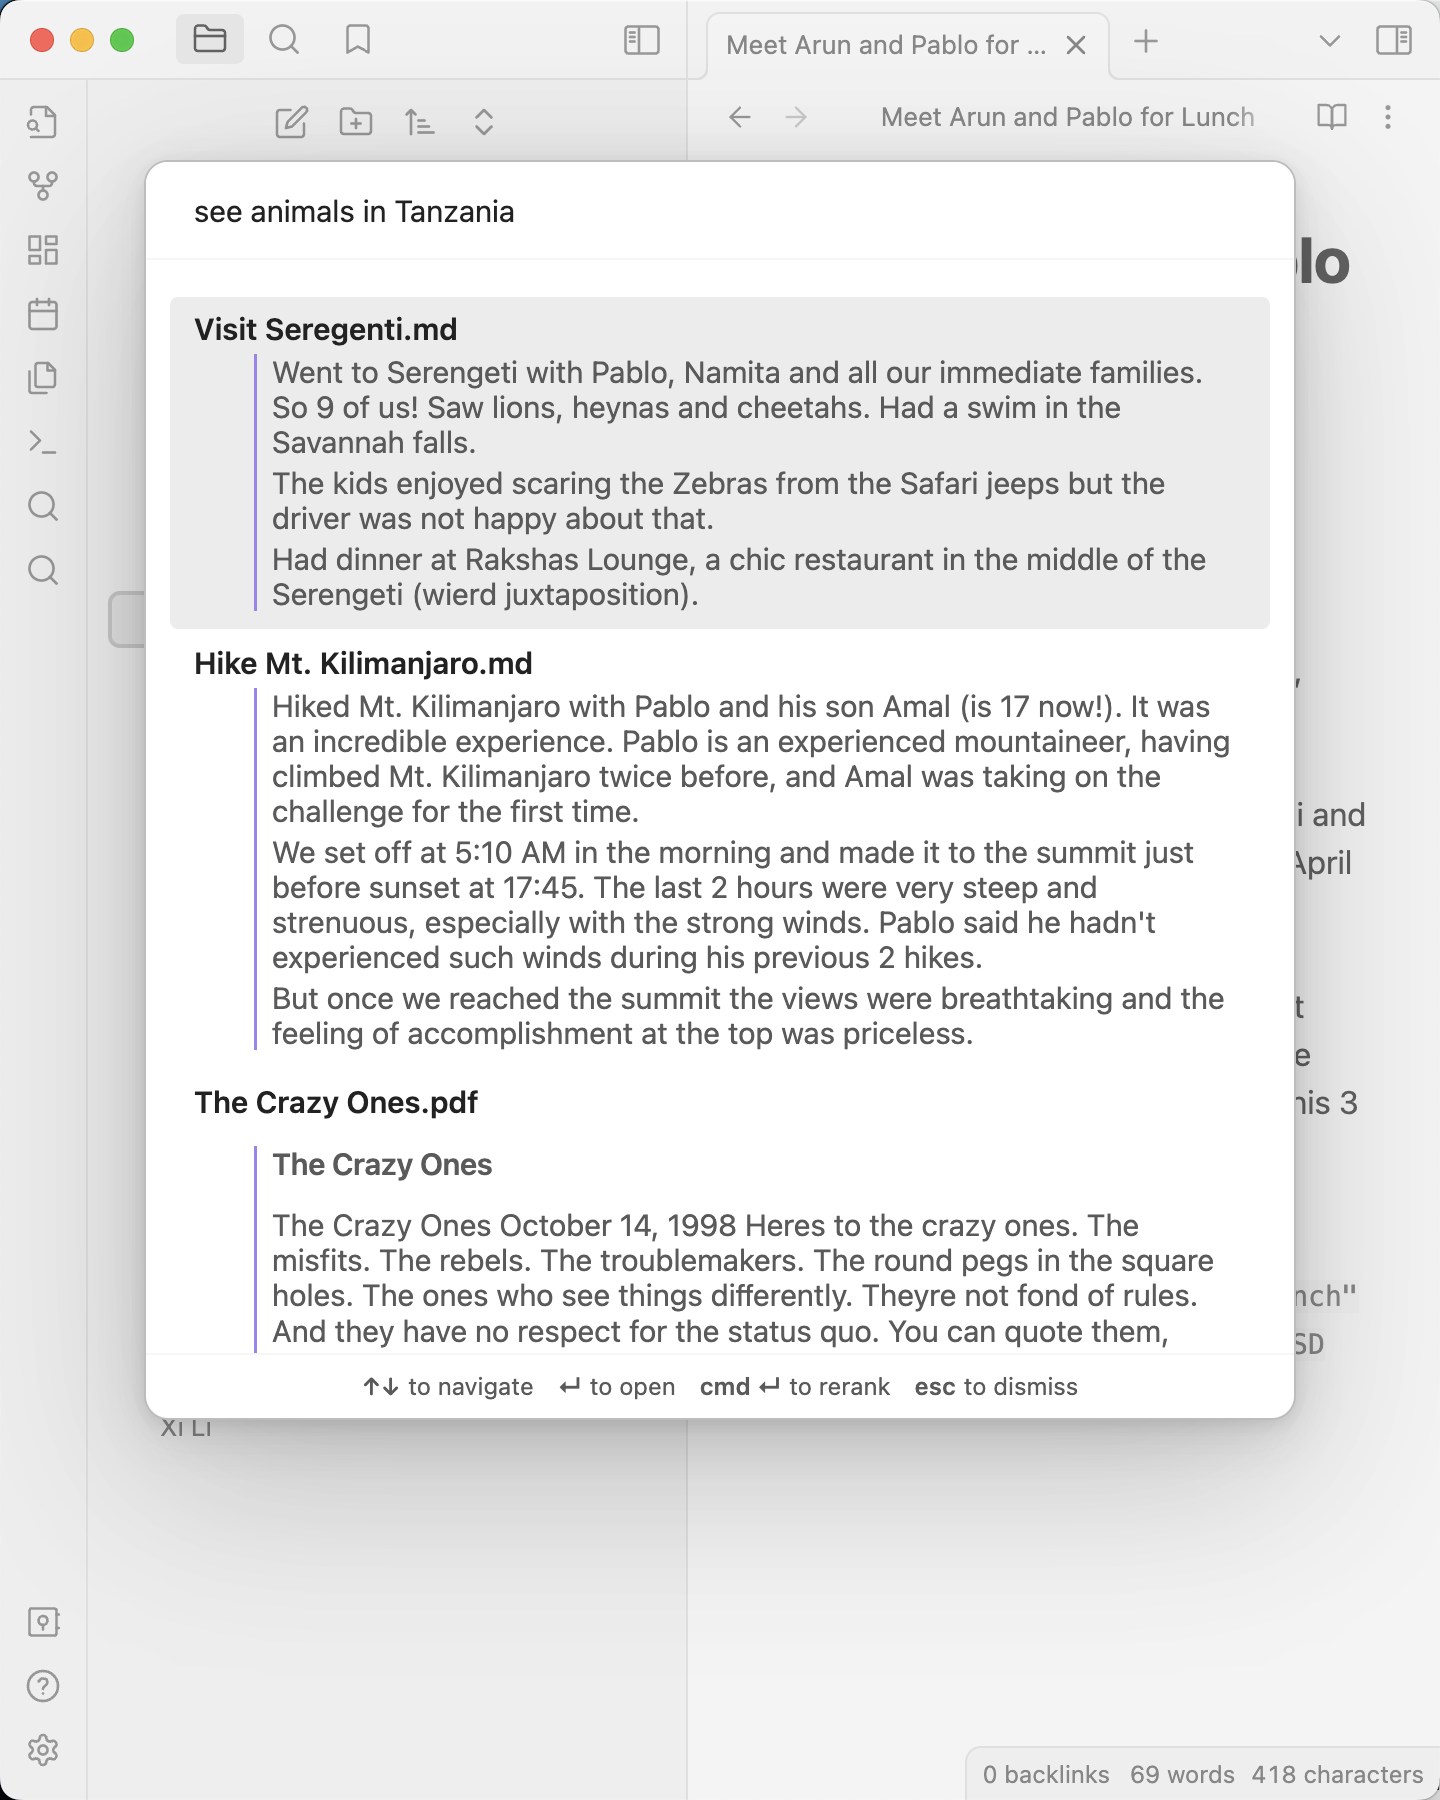 Meet Arun and Pablo for ...
Meet Arun and Pablo for Lunch
see animals in Tanzania
Visit Seregenti.md
Went to Serengeti with Pablo, Namita and all our immediate families.
So 9 of us! Saw lions, heynas and cheetahs. Had a swim in the
Savannah falls.
The kids enjoyed scaring the Zebras from the Safari jeeps but the
driver was not happy about that.
Had dinner at Rakshas Lounge, a chic restaurant in the middle of the
Serengeti (wierd juxtaposition).
Hike Mt. Kilimanjaro.md
Hiked Mt. Kilimanjaro with Pablo and his son Amal (is 17 now!). It was
an incredible experience. Pablo is an experienced mountaineer, having
climbed Mt. Kilimanjaro twice before, and Amal was taking on the
challenge for the first time.
We set off at 5:10 AM in the morning and made it to the summit just
before sunset at 17:45. The last 2 hours were very steep and
strenuous, especially with the strong winds. Pablo said he hadn't
experienced such winds during his previous 2 hikes.
But once we reached the summit the views were breathtaking and the
feeling of accomplishment at the top was priceless.
The Crazy Ones.pdf
The Crazy Ones
The Crazy Ones October 14, 1998 Heres to the crazy ones. The
misfits. The rebels. The troublemakers. The round pegs in the square
holes. The ones who see things differently. Theyre not fond of rules.
And they have no respect for the status quo. You can quote them,
↑↓ to navigate ↵ to open cmd ↵ to rerank esc to dismiss
lo
i and
April
t
e
his 3
nch"
SD
Xi Li
0 backlinks 69 words 418 characters